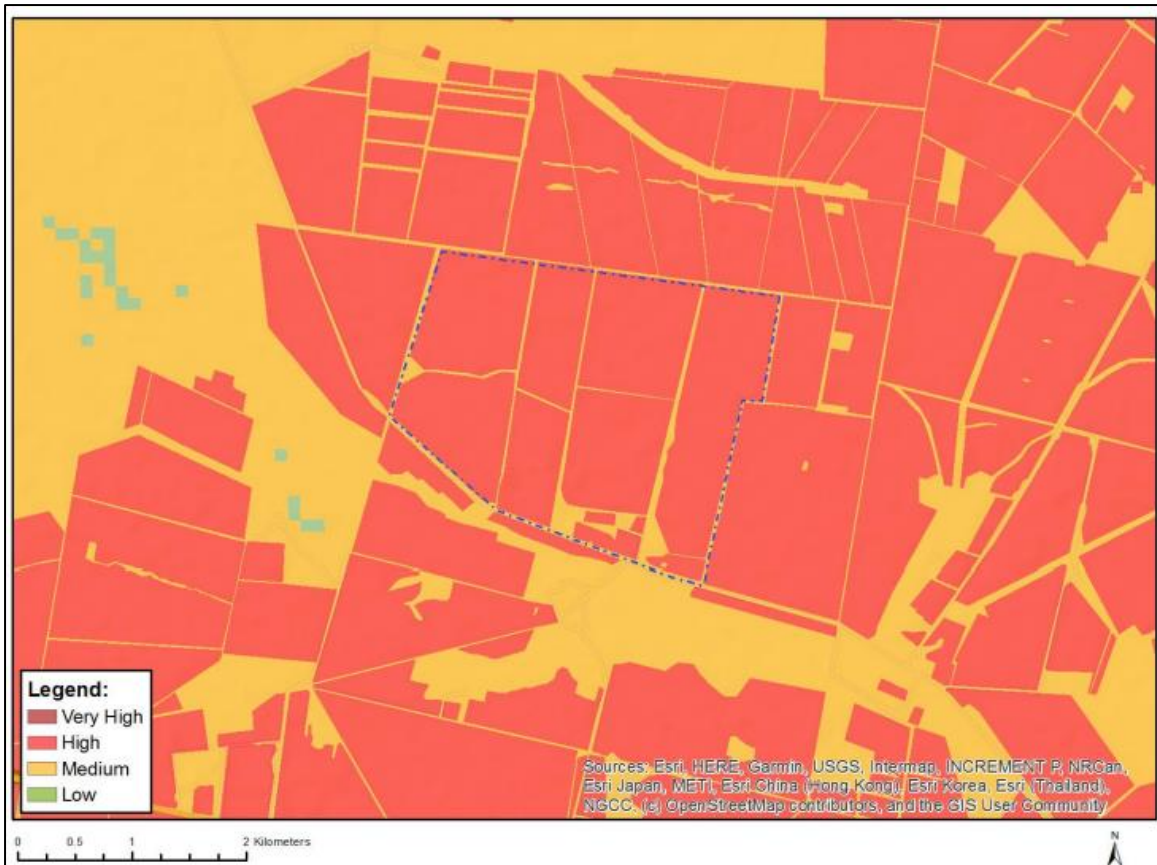 Legend:
Very High
High
Medium
Low
Sources: Esri, HERE, Garmin, USGS, Intermap, INCREMENT P, NRCan,
Esri Japan, METI, Esri China (Hong Kong), Esri Korea, Esri (Thailand),
NGCC, (c) OpenStreetMap contributors, and the GIS User Community
0 0.5 1 2 Kilometers
N